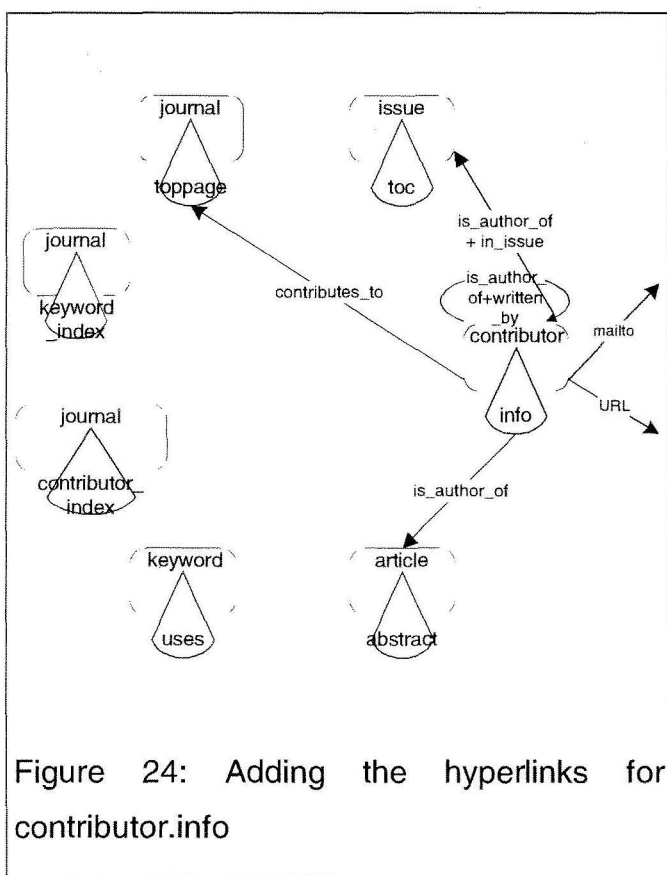 journal
toppage
issue
toc
is_author_of
+ in_issue
journal
keyword
_index
contributes_to
is_author_
of+written
_by
contributor
info
mailto
URL
journal
contributor_
index
is_author_of
keyword
uses
article
abstract
Figure 24: Adding the hyperlinks for
contributor.info